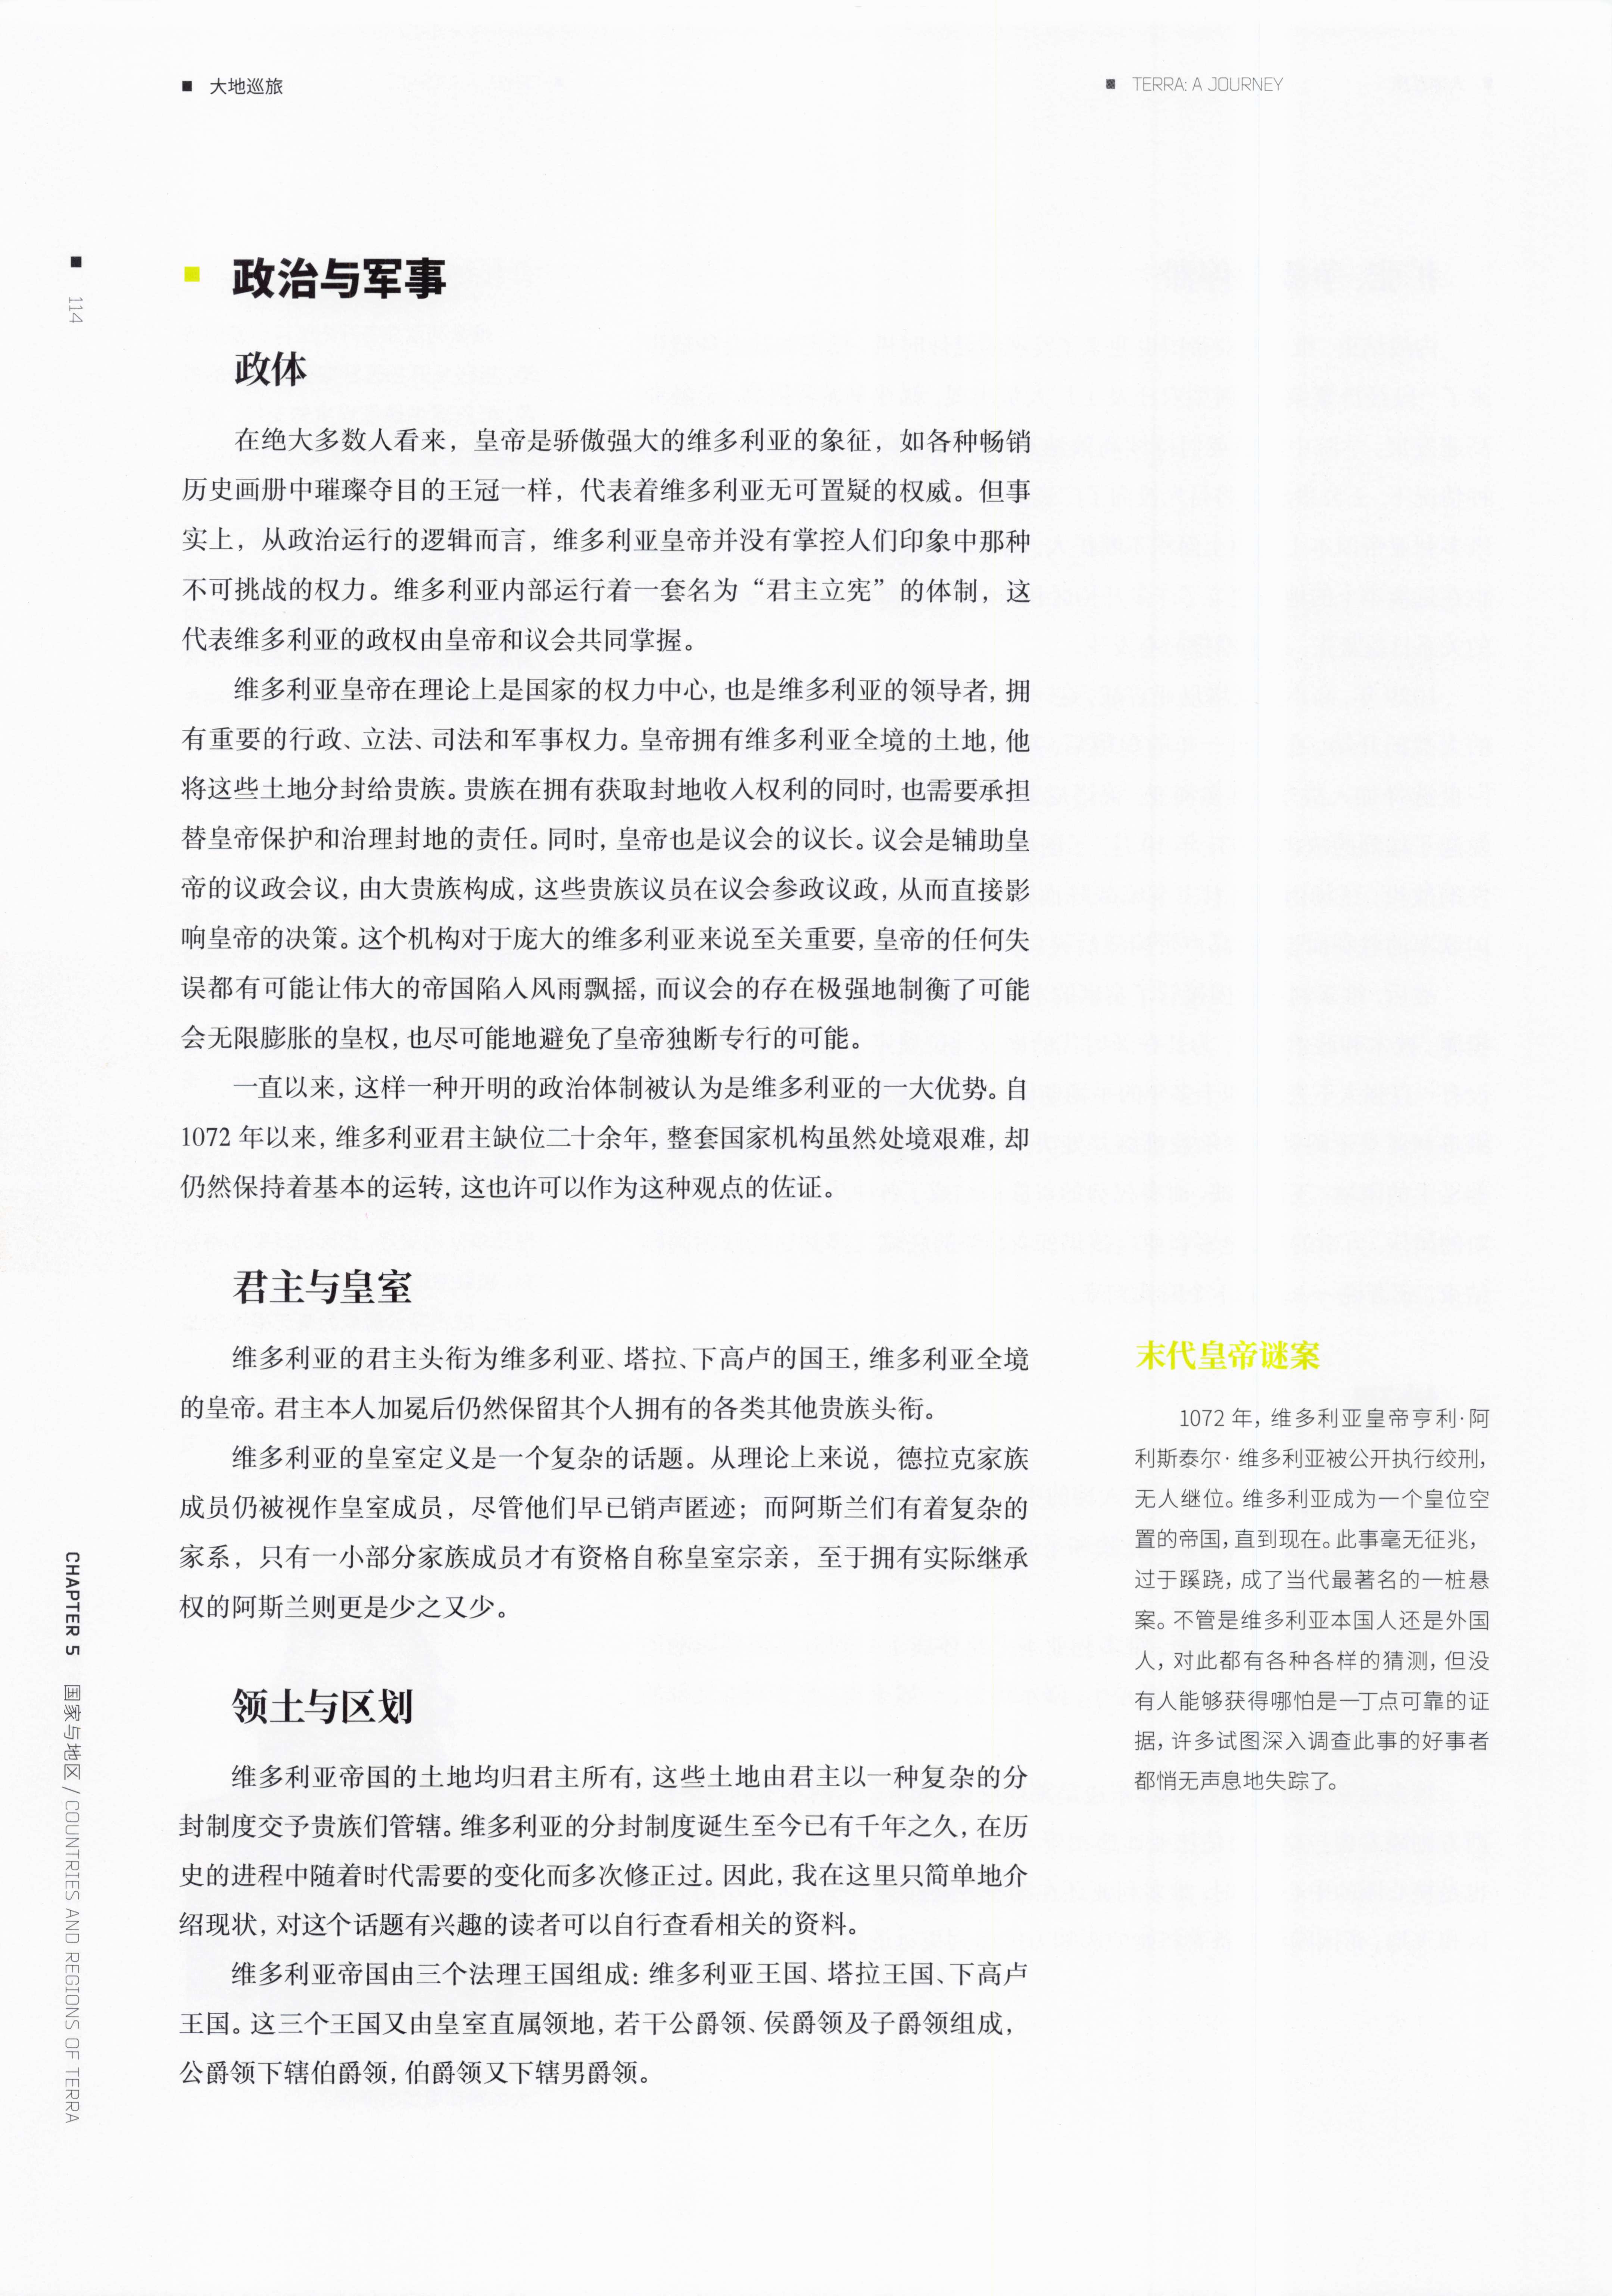 ■ 大地巡旅
■ TERRA: A JOURNEY
■ 114
政治与军事
政体
在绝大多数人看来，皇帝是骄傲强大的维多利亚的象征，如各种畅销
历史画册中璀璨夺目的王冠一样，代表着维多利亚无可置疑的权威。但事
实上，从政治运行的逻辑而言，维多利亚皇帝并没有掌控人们印象中那种
不可挑战的权力。维多利亚内部运行着一套名为“君主立宪”的体制，这
代表维多利亚的政权由皇帝和议会共同掌握。
维多利亚皇帝在理论上是国家的权力中心，也是维多利亚的领导者，拥
有重要的行政、立法、司法和军事权力。皇帝拥有维多利亚全境的土地，他
将这些土地分封给贵族。贵族在拥有获取封地收入权利的同时，也需要承担
替皇帝保护和治理封地的责任。同时，皇帝也是议会的议长。议会是辅助皇
帝的议政会议，由大贵族构成，这些贵族议员在议会参政议政，从而直接影
响皇帝的决策。这个机构对于庞大的维多利亚来说至关重要，皇帝的任何失
误都有可能让伟大的帝国陷入风雨飘摇，而议会的存在极强地制衡了可能
会无限膨胀的皇权，也尽可能地避免了皇帝独断专行的可能。
一直以来，这样一种开明的政治体制被认为是维多利亚的一大优势。自
1072 年以来，维多利亚君主缺位二十余年，整套国家机构虽然处境艰难，却
仍然保持着基本的运转，这也许可以作为这种观点的佐证。
君主与皇室
维多利亚的君主头衔为维多利亚、塔拉、下高卢的国王，维多利亚全境
的皇帝。君主本人加冕后仍然保留其个人拥有的各类其他贵族头衔。
维多利亚的皇室定义是一个复杂的话题。从理论上来说，德拉克家族
成员仍被视作皇室成员，尽管他们早已销声匿迹；而阿斯兰们有着复杂的
家系，只有一小部分家族成员才有资格自称皇室宗亲，至于拥有实际继承
权的阿斯兰则更是少之又少。
领土与区划
维多利亚帝国的土地均归君主所有，这些土地由君主以一种复杂的分
封制度交予贵族们管辖。维多利亚的分封制度诞生至今已有千年之久，在历
史的进程中随着时代需要的变化而多次修正过。因此，我在这里只简单地介
绍现状，对这个话题有兴趣的读者可以自行查看相关的资料。
维多利亚帝国由三个法理王国组成：维多利亚王国、塔拉王国、下高卢
王国。这三个王国又由皇室直属领地，若干公爵领、侯爵领及子爵领组成，
公爵领下辖伯爵领，伯爵领又下辖男爵领。
末代皇帝谜案
1072 年，维多利亚皇帝亨利·阿
利斯泰尔·维多利亚被公开执行绞刑，
无人继位。维多利亚成为一个皇位空
置的帝国，直到现在。此事毫无征兆，
过于蹊跷，成了当代最著名的一桩悬
案。不管是维多利亚本国人还是外国
人，对此都有各种各样的猜测，但没
有人能够获得哪怕是一丁点可靠的证
据，许多试图深入调查此事的好事者
都悄无声息地失踪了。
CHAPTER 5 国家与地区 / COUNTRIES AND REGIONS OF TERRA